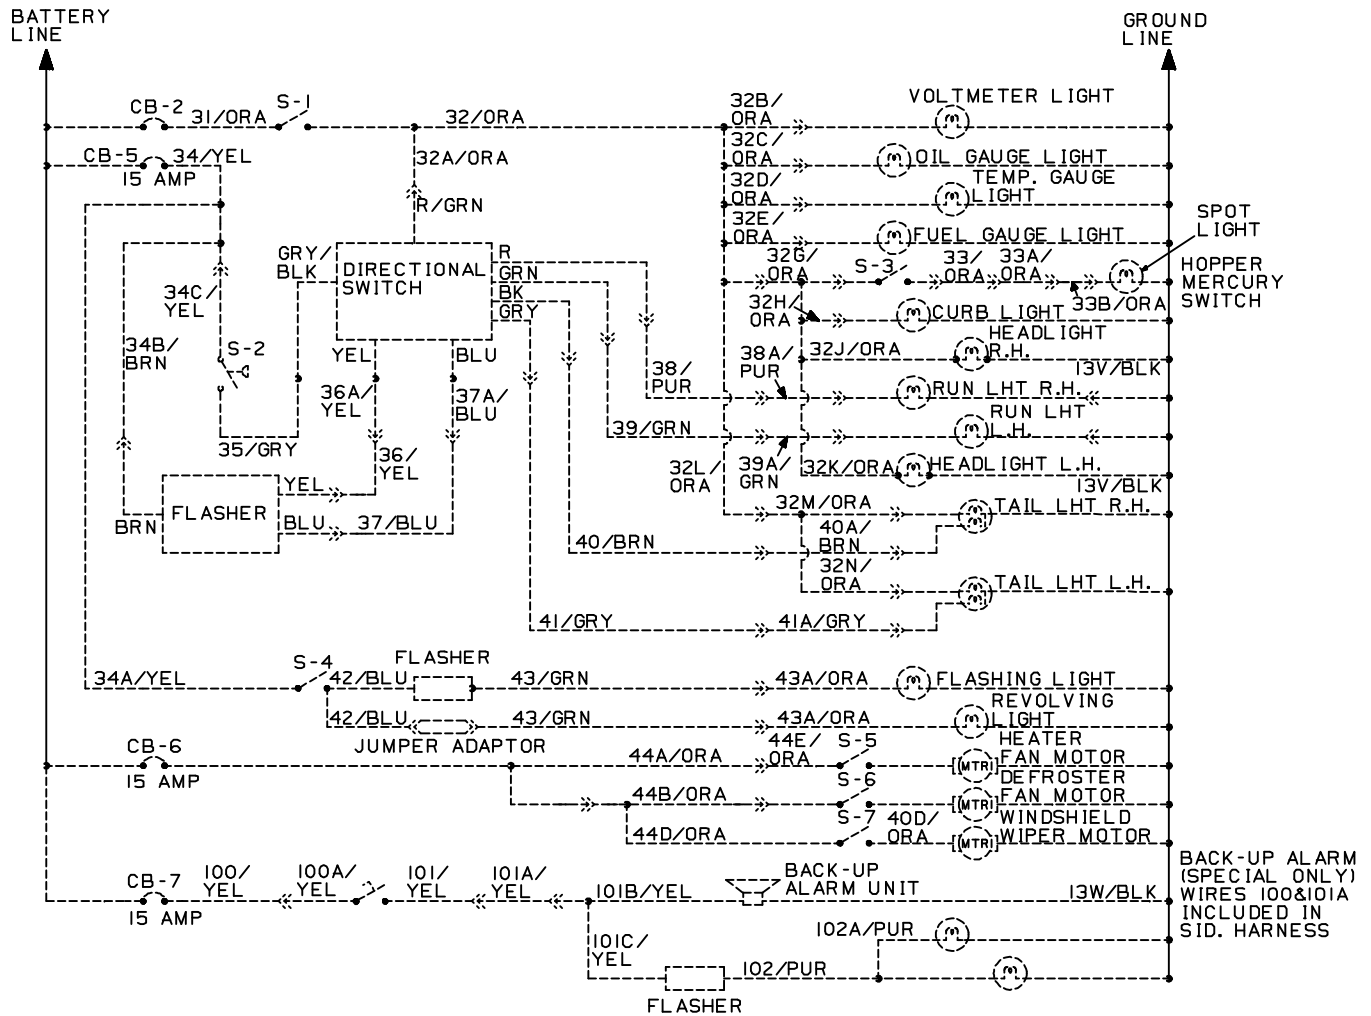 BATTERY
LINE
GROUND
LINE
CB-2
31/ORA
S-1
32/ORA
32B/
ORA
VOLTMETER LIGHT
CB-5
34/YEL
15 AMP
32A/ORA
32C/
ORA
OIL GAUGE LIGHT
R/GRN
32D/
ORA
TEMP. GAUGE
LIGHT
32E/
ORA
FUEL GAUGE LIGHT
SPOT
LIGHT
GRY/
BLK
DIRECTIONAL
SWITCH
R
GRN
BK
GRY
32G/
ORA
S-3
33/
ORA
33A/
ORA
33B/ORA
HOPPER
MERCURY
SWITCH
34C/
YEL
32H/
ORA
CURB LIGHT
34B/
BRN
S-2
YEL
BLU
32J/ORA
HEADLIGHT
R.H.
13V/BLK
36A/
YEL
37A/
BLU
38/
PUR
38A/
PUR
RUN LHT R.H.
35/GRY
39/GRN
RUN LHT
L.H.
36/
YEL
32L/
ORA
39A/
GRN
32K/ORA
HEADLIGHT L.H.
13V/BLK
YEL
FLASHER
BRN
BLU
37/BLU
32M/ORA
TAIL LHT R.H.
40/BRN
40A/
BRN
32N/
ORA
TAIL LHT L.H.
41/GRY
41A/GRY
34A/YEL
S-4
42/BLU
FLASHER
43/GRN
43A/ORA
FLASHING LIGHT
42/BLU
43/GRN
43A/ORA
REVOLVING
LIGHT
JUMPER ADAPTOR
CB-6
15 AMP
44A/ORA
44E/
ORA
S-5
MTR
HEATER
FAN MOTOR
44B/ORA
S-6
MTR
DEFROSTER
FAN MOTOR
44D/ORA
S-7
40D/
ORA
MTR
WINDSHIELD
WIPER MOTOR
CB-7
15 AMP
100/
YEL
100A/
YEL
101/
YEL
101A/
YEL
101B/YEL
BACK-UP
ALARM UNIT
13W/BLK
BACK-UP ALARM
(SPECIAL ONLY)
WIRES 100&101A
INCLUDED IN
SID. HARNESS
101C/
YEL
102A/PUR
102/PUR
FLASHER